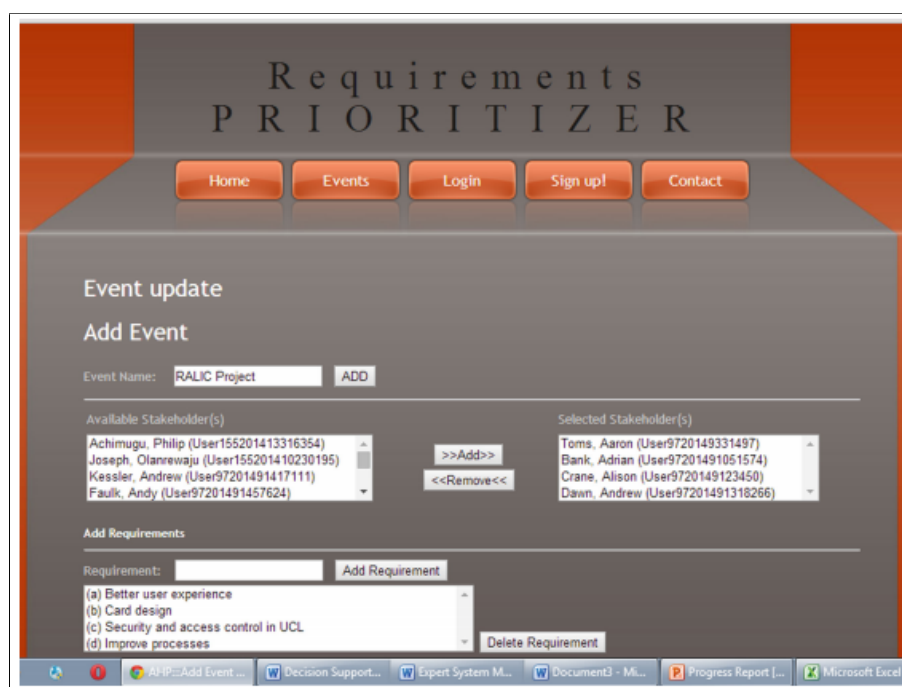 Requirements
PRIORITIZER
Home Events Login Sign up! Contact
Event update
Add Event
Event Name: RALIC Project ADD
Available Stakeholder(s) Selected Stakeholder(s)
Achimugu, Philip (User155201413316354) Toms, Aaron (User9720149331497)
Joseph, Olanrewaju (User155201410230195) >>Add>> Bank, Adrian (User97201491051574)
Kessler, Andrew (User97201491417111) <<Remove<< Crane, Alison (User97201491123450)
Faulk, Andy (User97201491457624) Dawn, Andrew (User97201491318266)
Add Requirements
Requirement: Add Requirement
(a) Better user experience
(b) Card design
(c) Security and access control in UCL
(d) Improve processes Delete Requirement
AHP:::Add Event ... Decision Support... Expert System M... Document3 - Mi... Progress Report [... Microsoft Excel